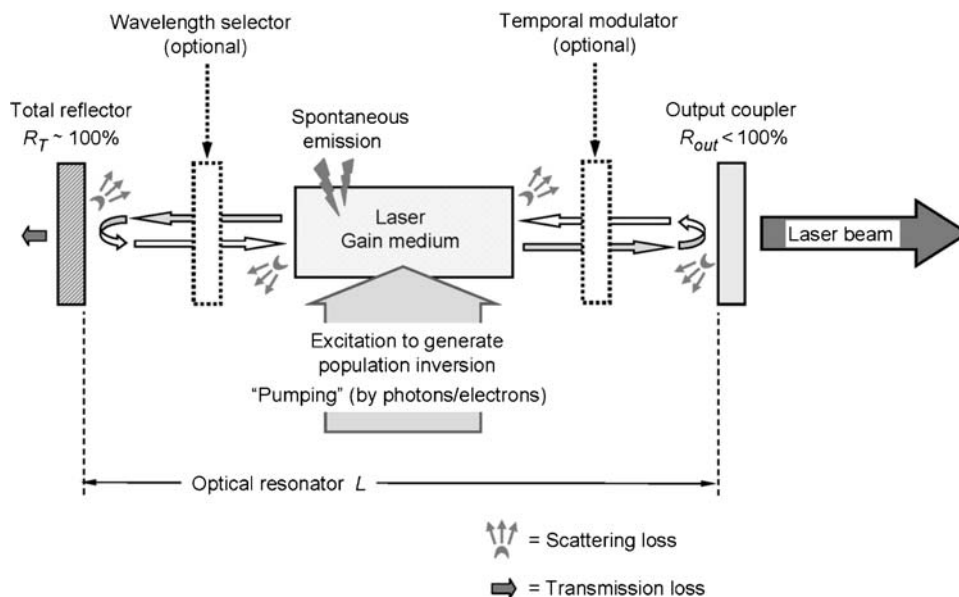 Wavelength selector
(optional)
Temporal modulator
(optional)
Total reflector
R_T ~ 100%
Spontaneous
emission
Output coupler
R_out < 100%
Laser
Gain medium
Laser beam
Excitation to generate
population inversion
“Pumping” (by photons/electrons)
Optical resonator L
= Scattering loss
= Transmission loss